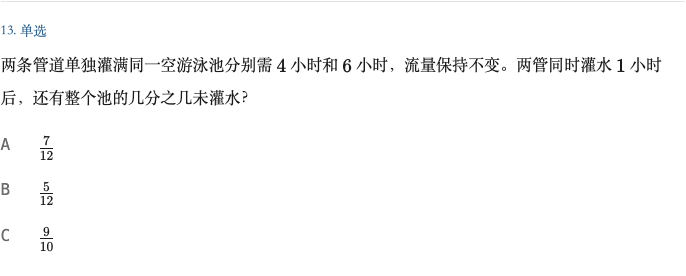 13. 单选
两条管道单独灌满同一空游泳池分别需 4 小时和 6 小时，流量保持不变。两管同时灌水 1 小时
后，还有整个池的几分之几未灌水?
A 7/12
B 5/12
C 9/10